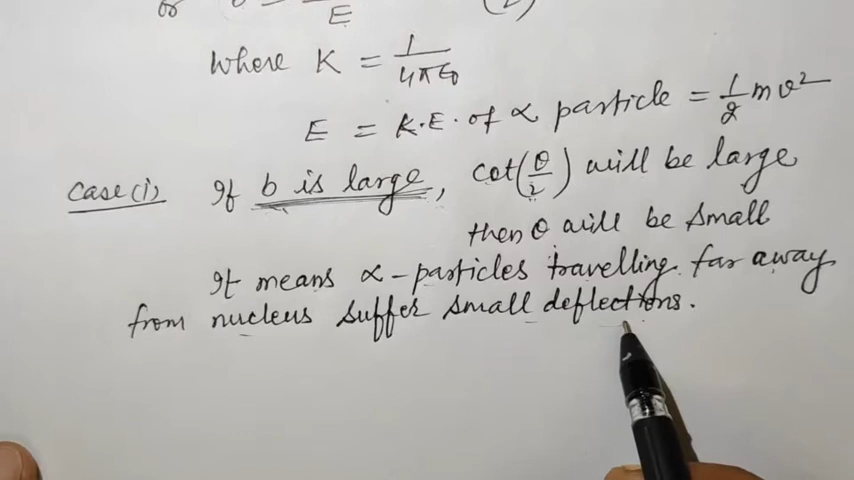 or
E
Where K = 1/4πε₀
E = K.E. of α particle = 1/2 mv²
Case(i) If b is large, cot(θ/2) will be large
then θ will be small
It means α-particles travelling far away
from nucleus suffer small deflections.